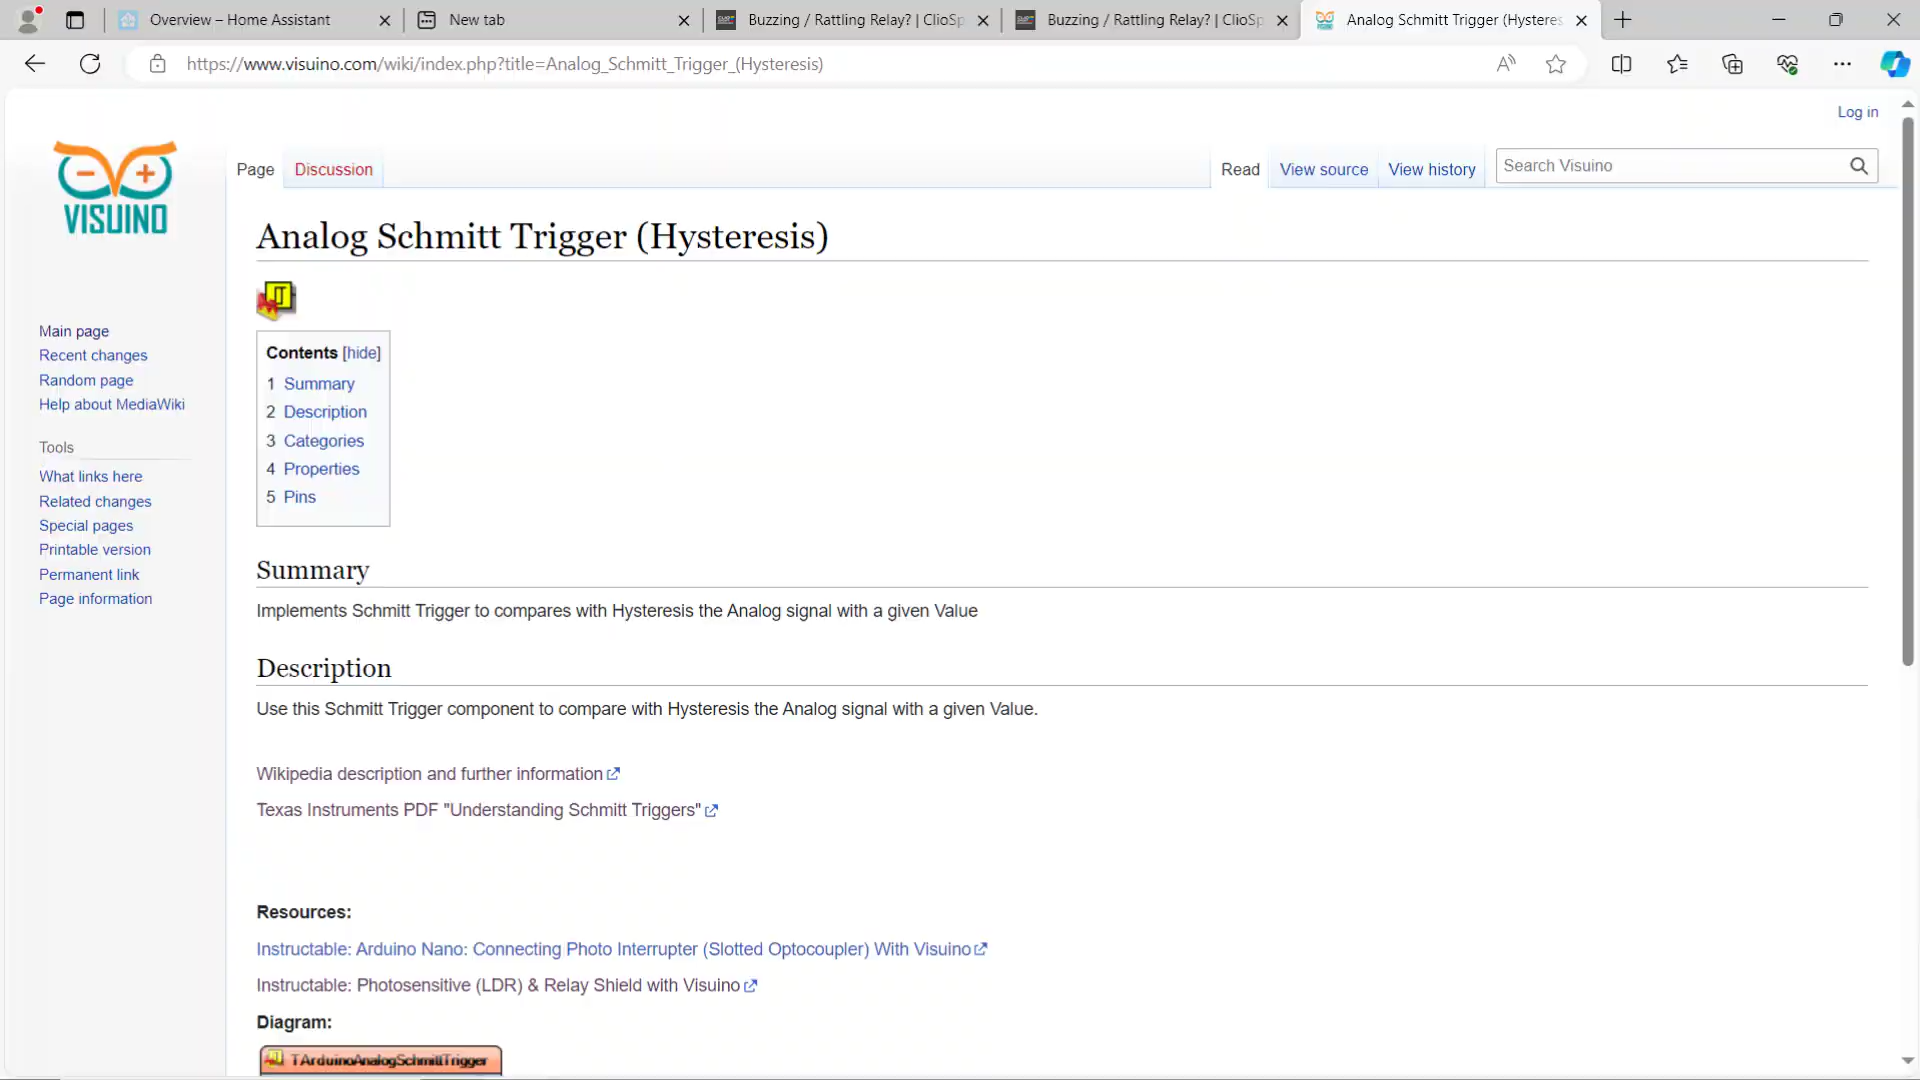 Overview – Home Assistant
New tab
Buzzing / Rattling Relay? | ClioSp
Buzzing / Rattling Relay? | ClioSp
Analog Schmitt Trigger (Hysteres
https://www.visuino.com/wiki/index.php?title=Analog_Schmitt_Trigger_(Hysteresis)
Log in
VISUINO
Page
Discussion
Read
View source
View history
Search Visuino
Analog Schmitt Trigger (Hysteresis)
Main page
Recent changes
Random page
Help about MediaWiki
Tools
What links here
Related changes
Special pages
Printable version
Permanent link
Page information
Contents [hide]
1 Summary
2 Description
3 Categories
4 Properties
5 Pins
Summary
Implements Schmitt Trigger to compares with Hysteresis the Analog signal with a given Value
Description
Use this Schmitt Trigger component to compare with Hysteresis the Analog signal with a given Value.
Wikipedia description and further information
Texas Instruments PDF "Understanding Schmitt Triggers"
Resources:
Instructable: Arduino Nano: Connecting Photo Interrupter (Slotted Optocoupler) With Visuino
Instructable: Photosensitive (LDR) & Relay Shield with Visuino
Diagram:
TArduinoAnalogSchmittTrigger